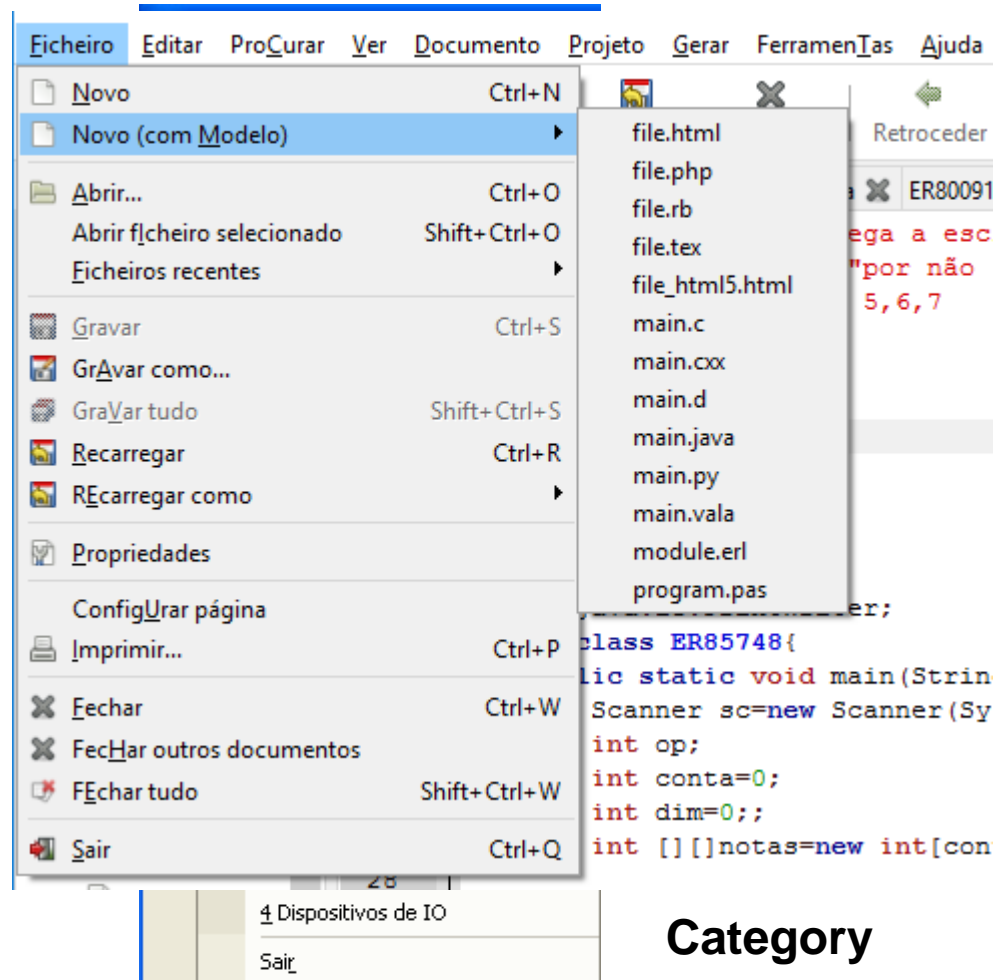 Ficheiro Editar ProCurar Ver Documento Projeto Gerar FerramenTas Ajuda
Novo Ctrl+N
Novo (com Modelo)
Retroceder
Abrir... Ctrl+O
ER80091
Abrir fIcheiro selecionado Shift+Ctrl+O
Ficheiros recentes
Gravar Ctrl+S
GrAvar como...
GraVar tudo Shift+Ctrl+S
Recarregar Ctrl+R
REcarregar como
Propriedades
ConfigUrar página
Imprimir... Ctrl+P
Fechar Ctrl+W
FecHar outros documentos
FEchar tudo Shift+Ctrl+W
Sair Ctrl+Q
file.html
file.php
file.rb
file.tex
file_html5.html
main.c
main.cxx
main.d
main.java
main.py
main.vala
module.erl
program.pas
ega a esc
"por não
5,6,7
er;
class ER85748{
lic static void main(Strin
Scanner sc=new Scanner(Sy
int op;
int conta=0;
int dim=0;;
int [][]notas=new int[con
28
4 Dispositivos de IO
Sair
Category